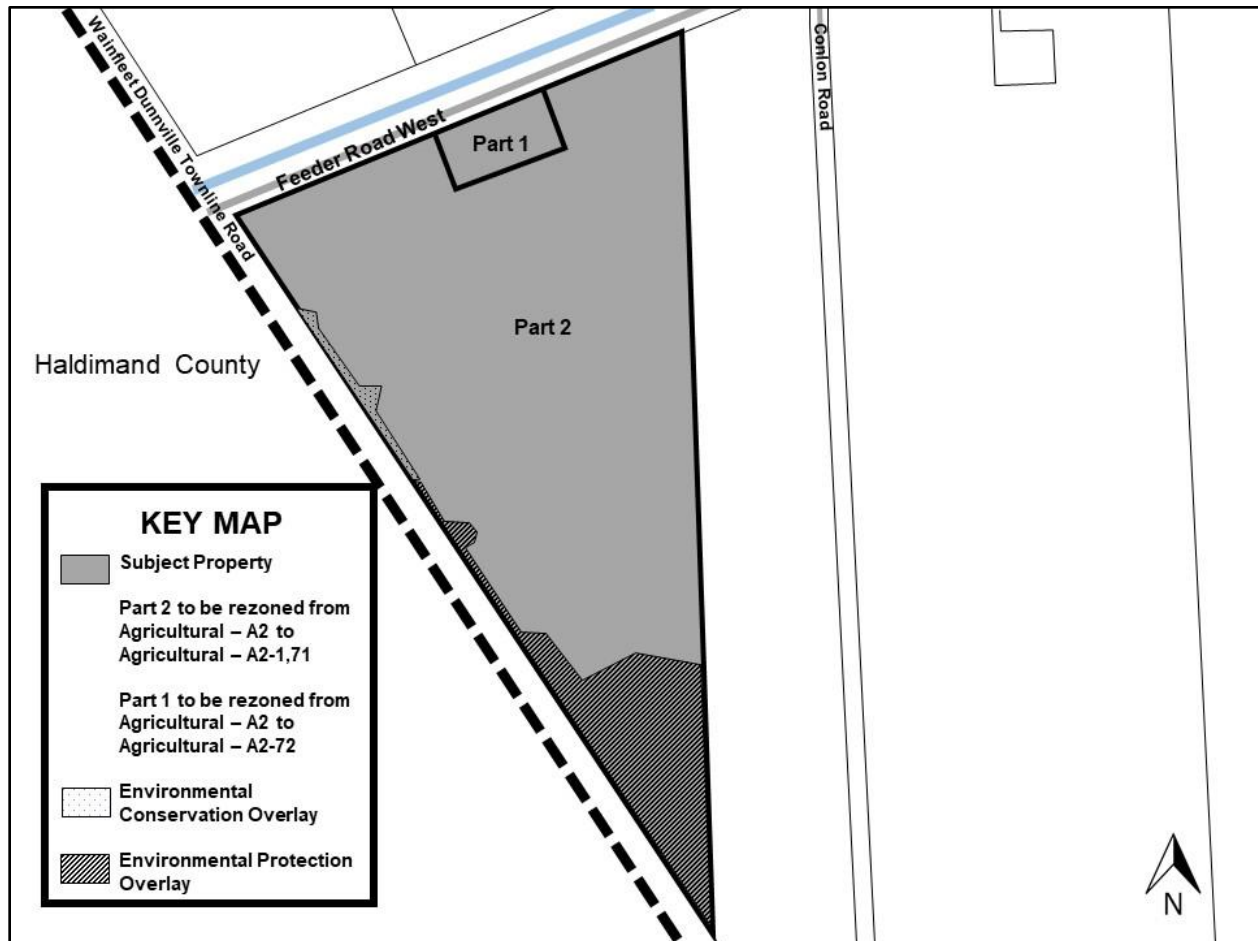 Wainfleet Dunnville Townline Road
Feeder Road West
Conlon Road
Part 1
Part 2
Haldimand County
KEY MAP
Subject Property
Part 2 to be rezoned from
Agricultural – A2 to
Agricultural – A2-1,71
Part 1 to be rezoned from
Agricultural – A2 to
Agricultural – A2-72
Environmental
Conservation Overlay
Environmental Protection
Overlay
N